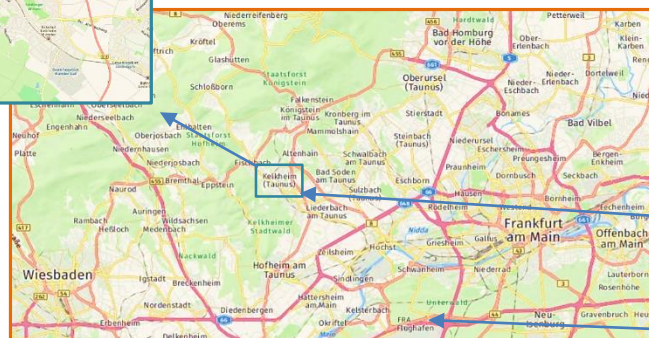 Niederreifenberg
Oberems
Hardtwald
Petterweil
Karben
Bad Homburg
vor der Höhe
Kröftel
Ober-
Erlenbach
Klein-
Karben
Glashütten
Oberursel
(Taunus)
Nieder-
Eschbach
Nieder-
Erlenbach
Dortelweil
Schloßborn
Staatsforst
Königstein
Falkenstein
Königstein
im Taunus
Kronberg im
Taunus
Mammolshain
Stierstadt
Bonames
Bad Vilbel
Niederseelbach
Engenhahn
Oberjosbach
Ehlhalten
Staatsforst
Hofheim
Steinbach
(Taunus)
Niederursel
Eschersheim
Preungesheim
Bergen-
Enkheim
Platte
Niedernhausen
Niederjosbach
Altenhain
Schwalbach
am Taunus
Praunheim
Seckbach
Naurod
Bremthal
Eppstein
Kelkheim
(Taunus)
Bad Soden
am Taunus
Eschborn
Dornbusch
Bornheim
Sulzbach
(Taunus)
Hausen
Rödelheim
Auringen
Rambach
Heßloch
Medenbach
Wildsachsen
Kelkheimer
Stadtwald
Liederbach
am Taunus
Frankfurt
am Main
Offenbach
am Main
Nidda
Griesheim
Gallus
Höchst
Nackwald
Zeilsheim
Wiesbaden
Igstadt
Breckenheim
Hofheim am
Taunus
Sindlingen
Schwanheim
Niederrad
Lauterborn
Rosenhöhe
Nordenstadt
Hattersheim
am Main
Unterwald
Erbenheim
Diedenbergen
Okriftel
Kelsterbach
FRA
Flughafen
Neu-
Isenburg
Gravenbruch
Delkenheim